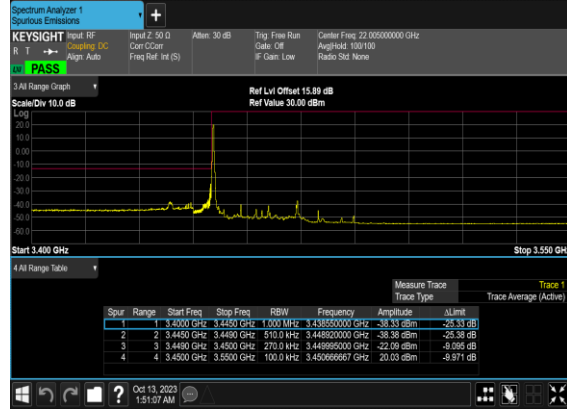 Spectrum Analyzer 1
Spurious Emissions
+
KEYSIGHT Input: RF Input Z: 50 Ω Atten: 30 dB Trig: Free Run Center Freq: 22.005000000 GHz
R T Coupling: DC Corr CCorr Gate: Off Avg|Hold: 100/100
Align: Auto Freq Ref: Int (S) IF Gain: Low Radio Std: None
PASS
3 All Range Graph
Ref Lvl Offset 15.89 dB
Scale/Div 10.0 dB Ref Value 30.00 dBm
Log
20.0
10.0
0.00
-10.0
-20.0
-30.0
-40.0
-50.0
-60.0
Start 3.400 GHz Stop 3.550 GH
4 All Range Table
Measure Trace Trace 1
Trace Type Trace Average (Active)
Spur Range Start Freq Stop Freq RBW Frequency Amplitude ΔLimit
1 1 3.4000 GHz 3.4450 GHz 1.000 MHz 3.438550000 GHz -38.33 dBm -25.33 dB
2 2 3.4450 GHz 3.4490 GHz 510.0 kHz 3.448920000 GHz -38.38 dBm -25.38 dB
3 3 3.4490 GHz 3.4500 GHz 270.0 kHz 3.449995000 GHz -22.09 dBm -9.095 dB
4 4 3.4500 GHz 3.5500 GHz 100.0 kHz 3.450666667 GHz 20.03 dBm -9.971 dB
? Oct 13, 2023
1:51:07 AM